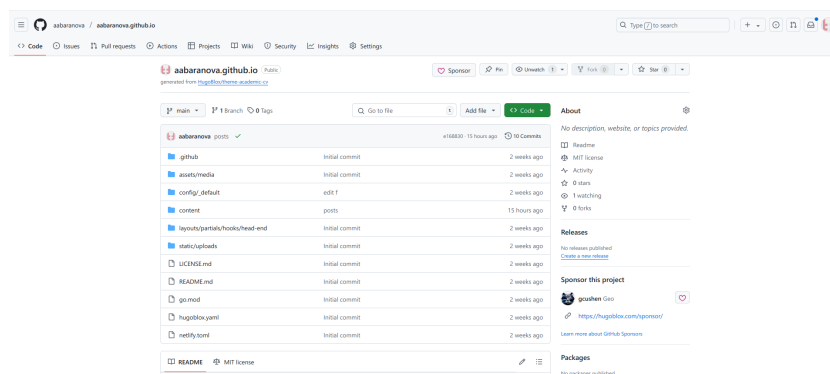 aabaranova / aabaranova.github.io
Type / to search
Code Issues Pull requests Actions Projects Wiki Security Insights Settings
aabaranova.github.io Public
generated from HugoBlox/theme-academic-cv
Sponsor Pin Unwatch 1 Fork 0 Star 0
main 1 Branch 0 Tags Go to file t Add file Code
aabaranova posts 15 hours ago 10 Commits
.github Initial commit 2 weeks ago
assets/media Initial commit 2 weeks ago
config/_default edit f 2 weeks ago
content posts 15 hours ago
layouts/partials/hooks/head-end Initial commit 2 weeks ago
static/uploads Initial commit 2 weeks ago
LICENSE.md Initial commit 2 weeks ago
README.md Initial commit 2 weeks ago
go.mod Initial commit 2 weeks ago
hugoblox.yaml Initial commit 2 weeks ago
netlify.toml Initial commit 2 weeks ago
README MIT license
About
No description, website, or topics provided.
Readme
MIT license
Activity
0 stars
1 watching
0 forks
Releases
No releases published
Create a new release
Sponsor this project
gcushen Geo
https://hugoblox.com/sponsor/
Learn more about GitHub Sponsors
Packages
No packages published